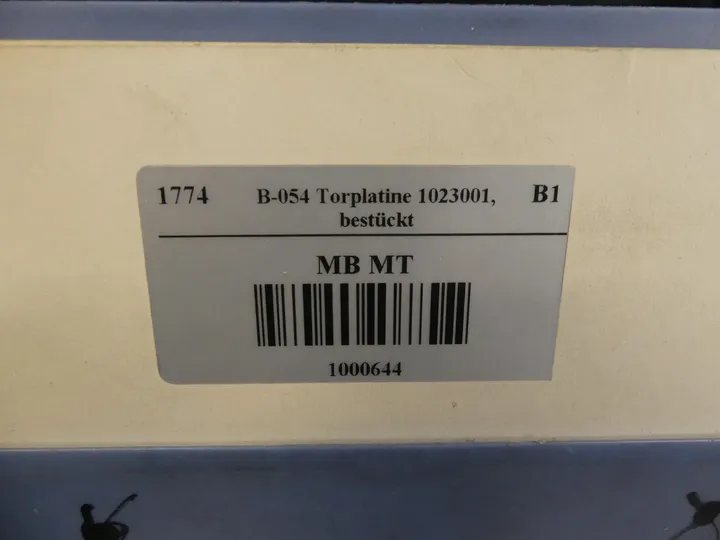 1774 B-054 Torplatine 1023001, B1
bestückt
MB MT
1000644